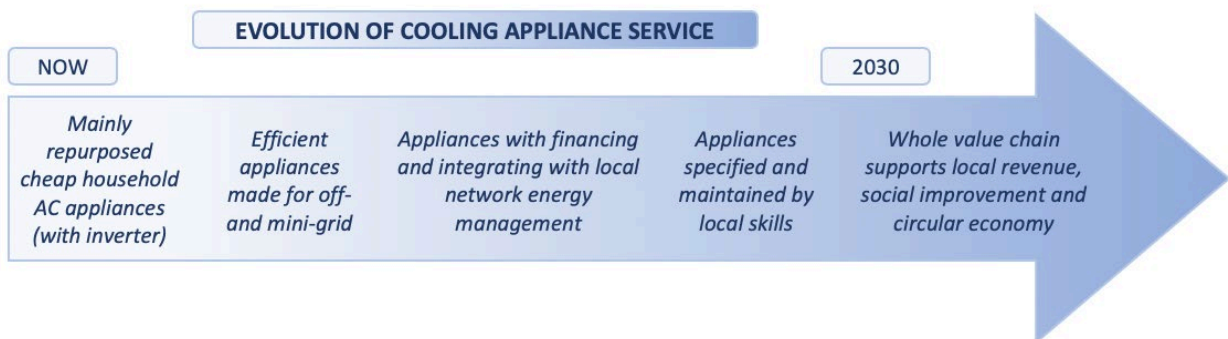 EVOLUTION OF COOLING APPLIANCE SERVICE
NOW
2030
Mainly
repurposed
cheap household
AC appliances
(with inverter)
Efficient
appliances
made for off-
and mini-grid
Appliances with financing
and integrating with local
network energy
management
Appliances
specified and
maintained by
local skills
Whole value chain
supports local revenue,
social improvement and
circular economy